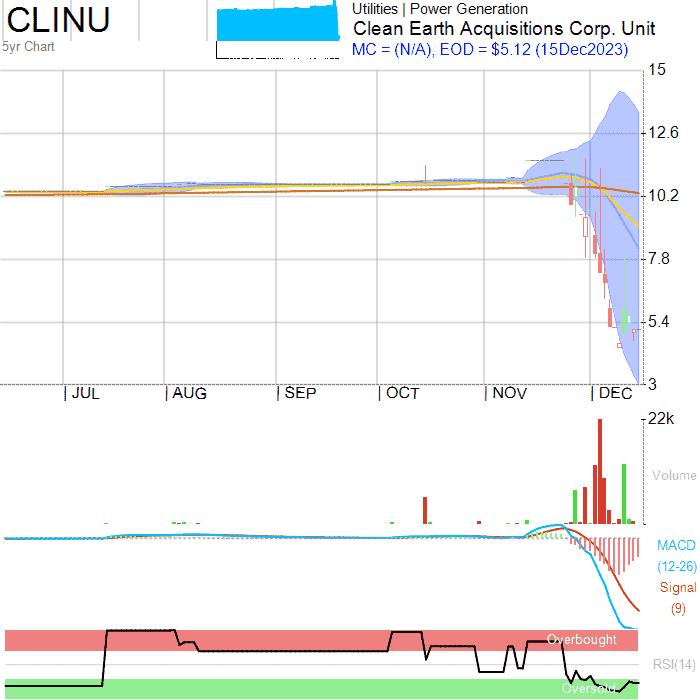 CLINU
5yr Chart
Utilities | Power Generation
Clean Earth Acquisitions Corp. Unit
MC = (N/A), EOD = $5.12 (15Dec2023)
15
12.6
10.2
7.8
5.4
3
JUL AUG SEP OCT NOV DEC
22k
Volume
MACD
(12-26)
Signal
(9)
Overbought
RSI(14)
Oversold